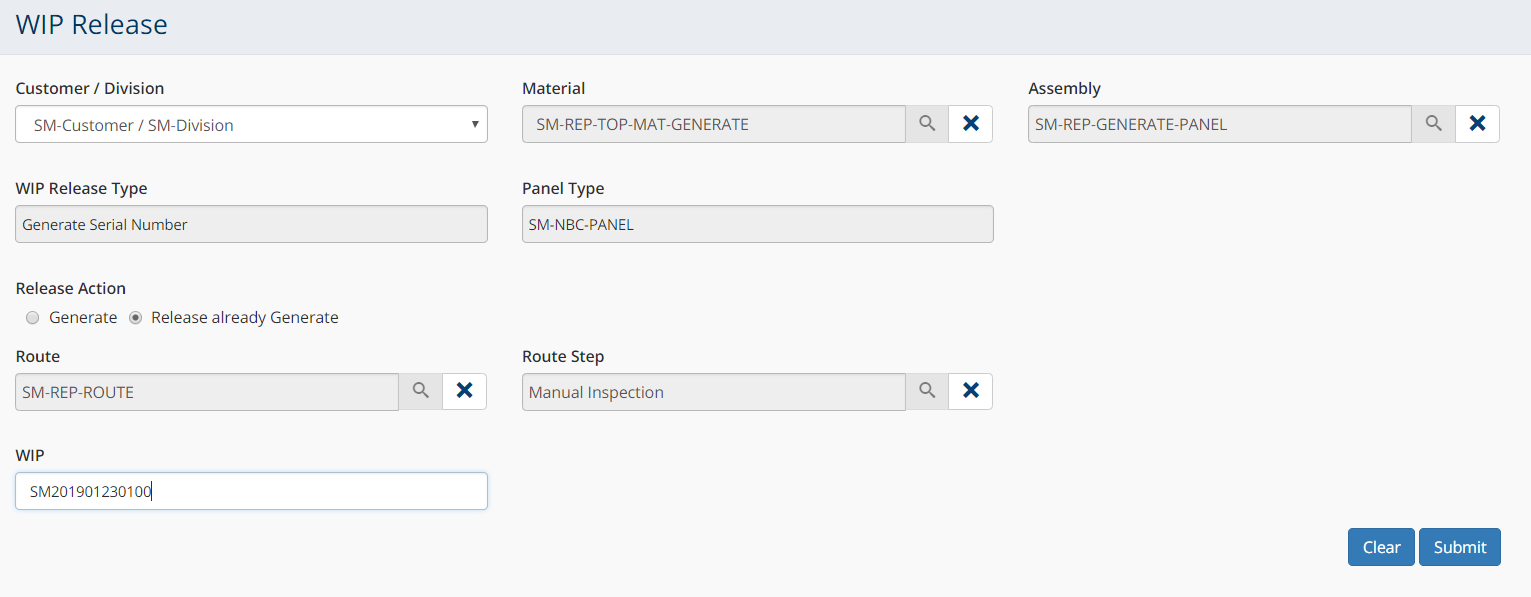 WIP Release
Customer / Division
Material
Assembly
SM-Customer / SM-Division
SM-REP-TOP-MAT-GENERATE
SM-REP-GENERATE-PANEL
WIP Release Type
Panel Type
Generate Serial Number
SM-NBC-PANEL
Release Action
Generate
Release already Generate
Route
Route Step
SM-REP-ROUTE
Manual Inspection
WIP
SM201901230100
Clear
Submit